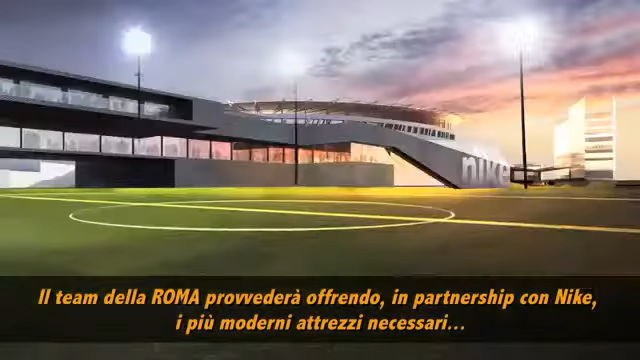 nike
Il team della ROMA provvederà offrendo, in partnership con Nike,
i più moderni attrezzi necessari...